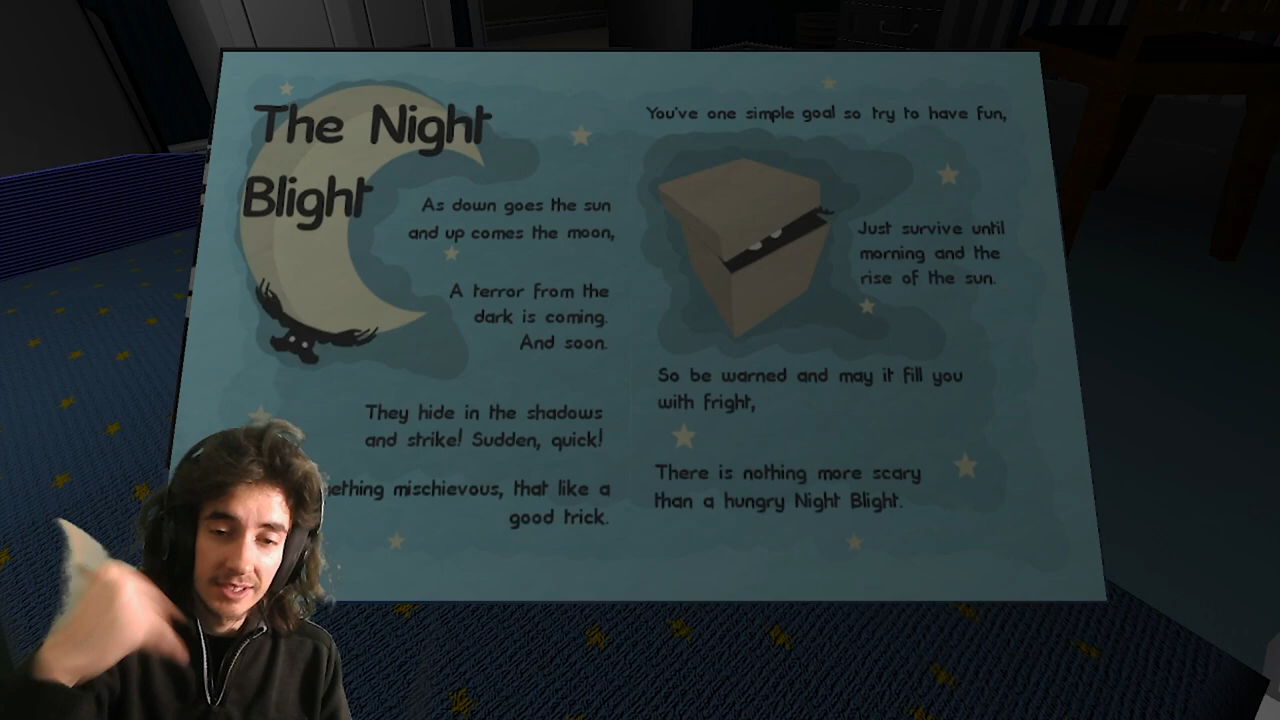 The Night
Blight
As down goes the sun
and up comes the moon,
A terror from the
dark is coming.
And soon.
They hide in the shadows
and strike! Sudden, quick!
mischievous, that like a
good trick.
You've one simple goal so try to have fun,
Just survive until
morning and the
rise of the sun.
So be warned and may it fill you
with fright,
There is nothing more scary
than a hungry Night Blight.